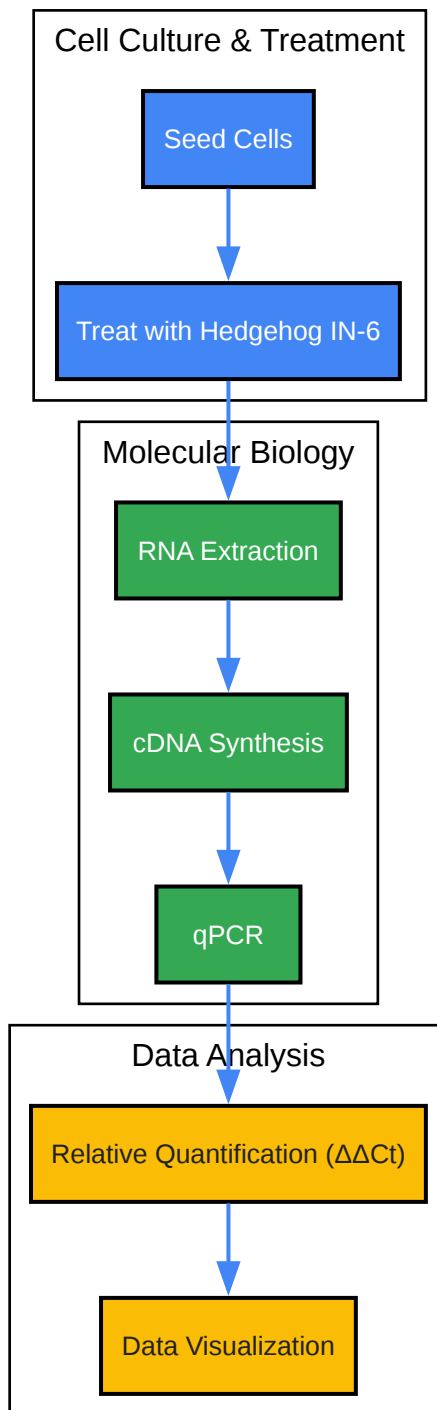 Cell Culture & Treatment
Seed Cells
Treat with Hedgehog IN-6
Molecular Biology
RNA Extraction
cDNA Synthesis
qPCR
Data Analysis
Relative Quantification (ΔΔCt)
Data Visualization